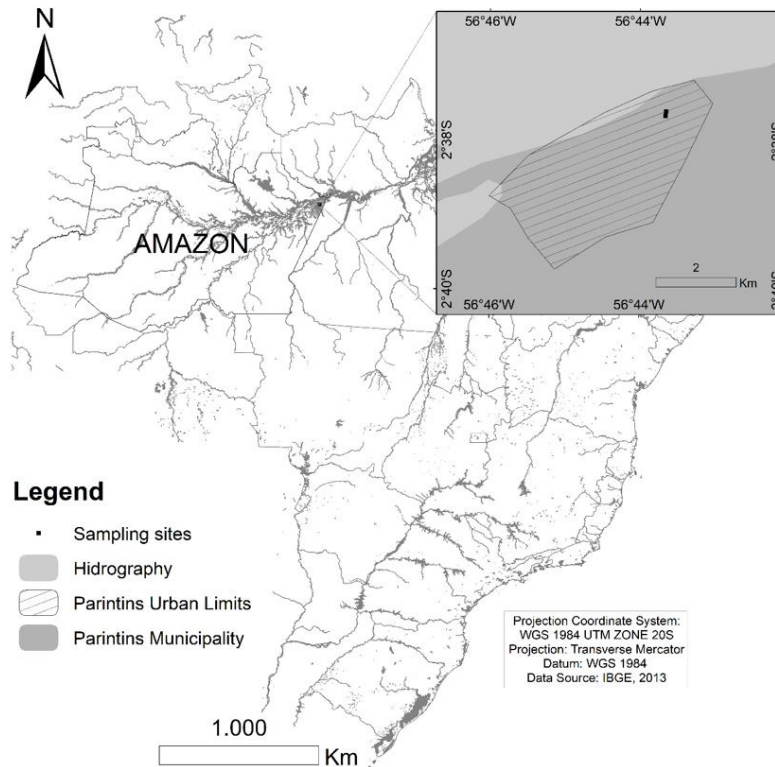 N
56°46'W
56°44'W
2°38'S
2°38'S
AMAZON
2
Km
2°40'S
2°40'S
56°46'W
56°44'W
Legend
Sampling sites
Hidrography
Parintins Urban Limits
Parintins Municipality
Projection Coordinate System:
WGS 1984 UTM ZONE 20S
Projection: Transverse Mercator
Datum: WGS 1984
Data Source: IBGE, 2013
1.000
Km